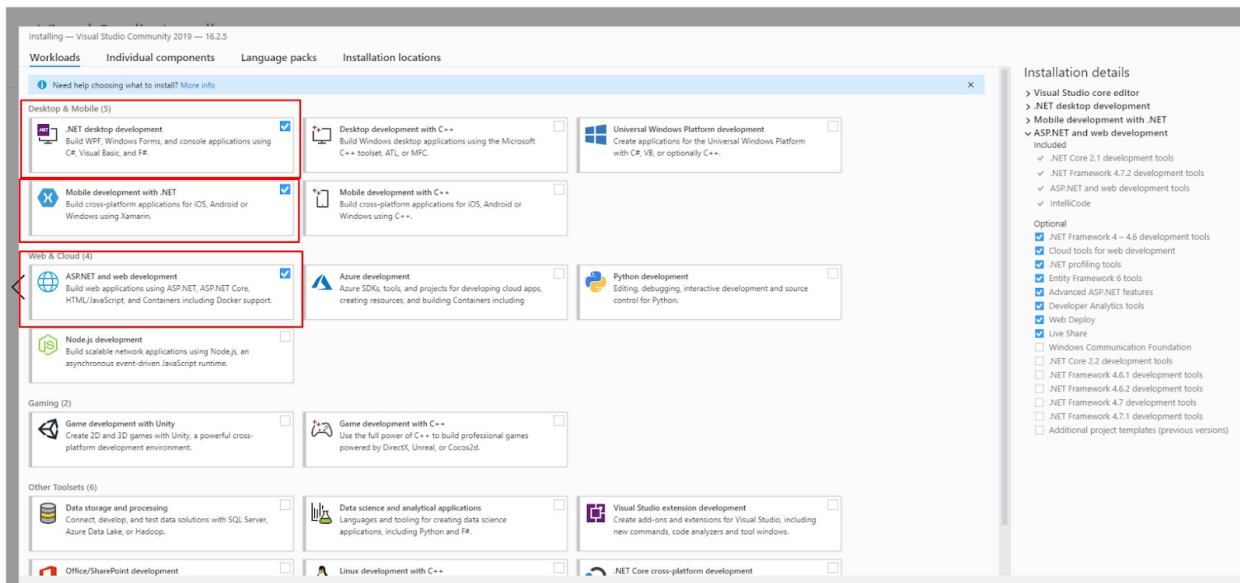 Installing — Visual Studio Community 2019 — 16.2.5
Workloads Individual components Language packs Installation locations
Need help choosing what to install? More info
Desktop & Mobile (5)
.NET desktop development
Build WPF, Windows Forms, and console applications using
C#, Visual Basic, and F#.
Desktop development with C++
Build Windows desktop applications using the Microsoft
C++ toolset, ATL, or MFC.
Universal Windows Platform development
Create applications for the Universal Windows Platform
with C#, VB, or optionally C++.
Mobile development with .NET
Build cross-platform applications for iOS, Android or
Windows using Xamarin.
Mobile development with C++
Build cross-platform applications for iOS, Android or
Windows using C++.
Web & Cloud (4)
ASP.NET and web development
Build web applications using ASP.NET, ASP.NET Core,
HTML/JavaScript, and Containers including Docker support.
Azure development
Azure SDKs, tools, and projects for developing cloud apps,
creating resources, and building Containers including
Python development
Editing, debugging, interactive development and source
control for Python.
Node.js development
Build scalable network applications using Node.js, an
asynchronous event-driven JavaScript runtime.
Gaming (2)
Game development with Unity
Create 2D and 3D games with Unity, a powerful cross-
platform development environment.
Game development with C++
Use the full power of C++ to build professional games
powered by DirectX, Unreal, or Cocos2d.
Other Toolsets (6)
Data storage and processing
Connect, develop, and test data solutions with SQL Server,
Azure Data Lake, or Hadoop.
Data science and analytical applications
Languages and tooling for creating data science
applications, including Python and F#.
Visual Studio extension development
Create add-ons and extensions for Visual Studio, including
new commands, code analyzers and tool windows.
Office/SharePoint development
Linux development with C++
.NET Core cross-platform development
Installation details
Visual Studio core editor
.NET desktop development
Mobile development with .NET
ASP.NET and web development
Included
.NET Core 2.1 development tools
.NET Framework 4.7.2 development tools
ASP.NET and web development tools
IntelliCode
Optional
.NET Framework 4 – 4.6 development tools
Cloud tools for web development
.NET profiling tools
Entity Framework 6 tools
Advanced ASP.NET features
Developer Analytics tools
Web Deploy
Live Share
Windows Communication Foundation
.NET Core 2.2 development tools
.NET Framework 4.6.1 development tools
.NET Framework 4.6.2 development tools
.NET Framework 4.7 development tools
.NET Framework 4.7.1 development tools
Additional project templates (previous versions)